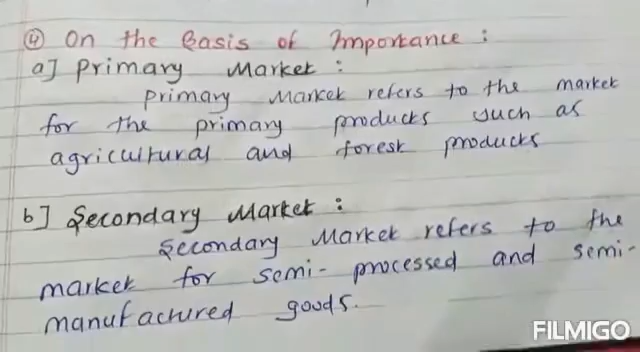 ④ On the Basis of Importance :
a] Primary Market :
Primary Market refers to the market
for the primary products such as
agricultural and forest products
b] Secondary Market :
Secondary Market refers to the
market for semi- processed and semi-
manufactured goods.
FILMIGO